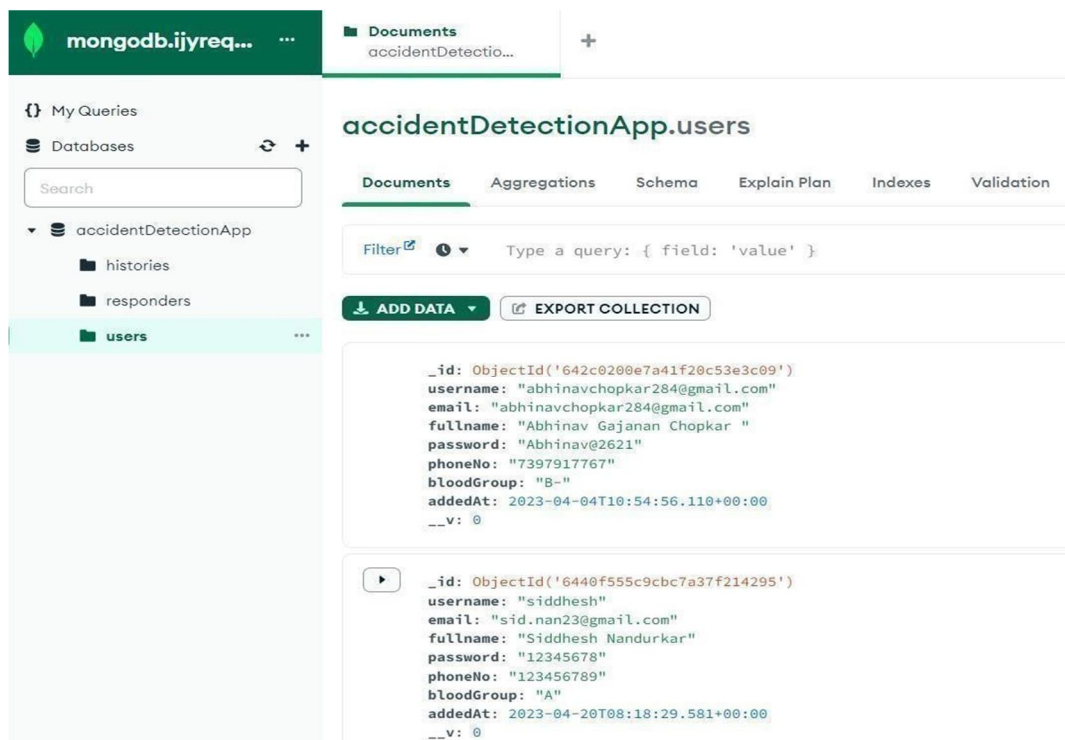 mongodb.ijyreq... ...
Documents
accidentDetectio...
+
{} My Queries
Databases
Search
accidentDetectionApp
histories
responders
users ...
accidentDetectionApp.users
Documents Aggregations Schema Explain Plan Indexes Validation
Filter Type a query: { field: 'value' }
ADD DATA EXPORT COLLECTION
_id: ObjectId('642c0200e7a41f20c53e3c09')
username: "abhinavchopkar284@gmail.com"
email: "abhinavchopkar284@gmail.com"
fullname: "Abhinav Gajanan Chopkar "
password: "Abhinav@2621"
phoneNo: "7397917767"
bloodGroup: "B-"
addedAt: 2023-04-04T10:54:56.110+00:00
__v: 0
_id: ObjectId('6440f555c9cbc7a37f214295')
username: "siddhesh"
email: "sid.nan23@gmail.com"
fullname: "Siddhesh Nandurkar"
password: "12345678"
phoneNo: "123456789"
bloodGroup: "A"
addedAt: 2023-04-20T08:18:29.581+00:00
__v: 0